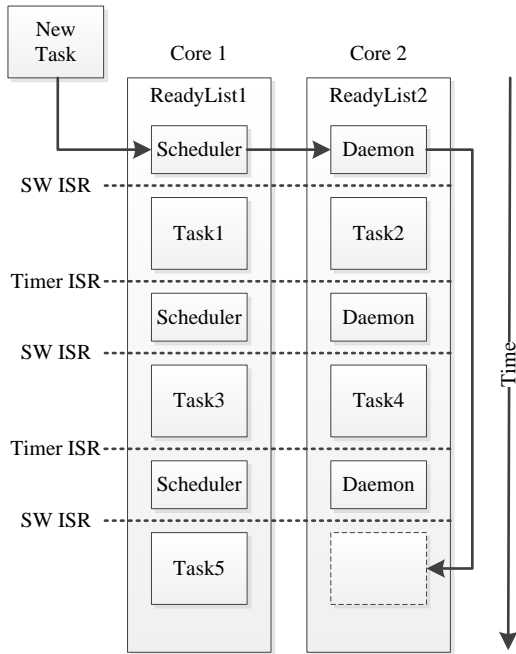 New
Task
Core 1
Core 2
ReadyList1
ReadyList2
Scheduler
Daemon
SW ISR
Task1
Task2
Timer ISR
Scheduler
Daemon
SW ISR
Time
Task3
Task4
Timer ISR
Scheduler
Daemon
SW ISR
Task5